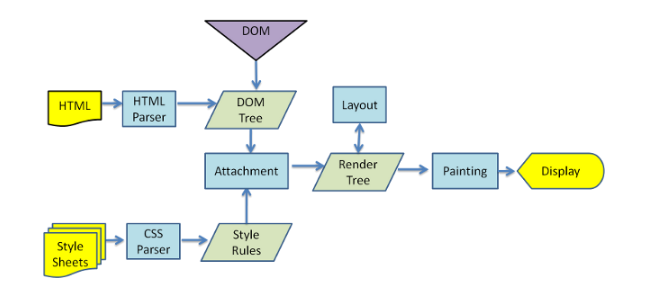 DOM
HTML
HTML
Parser
DOM
Tree
Layout
Attachment
Render
Tree
Painting
Display
Style
Sheets
CSS
Parser
Style
Rules